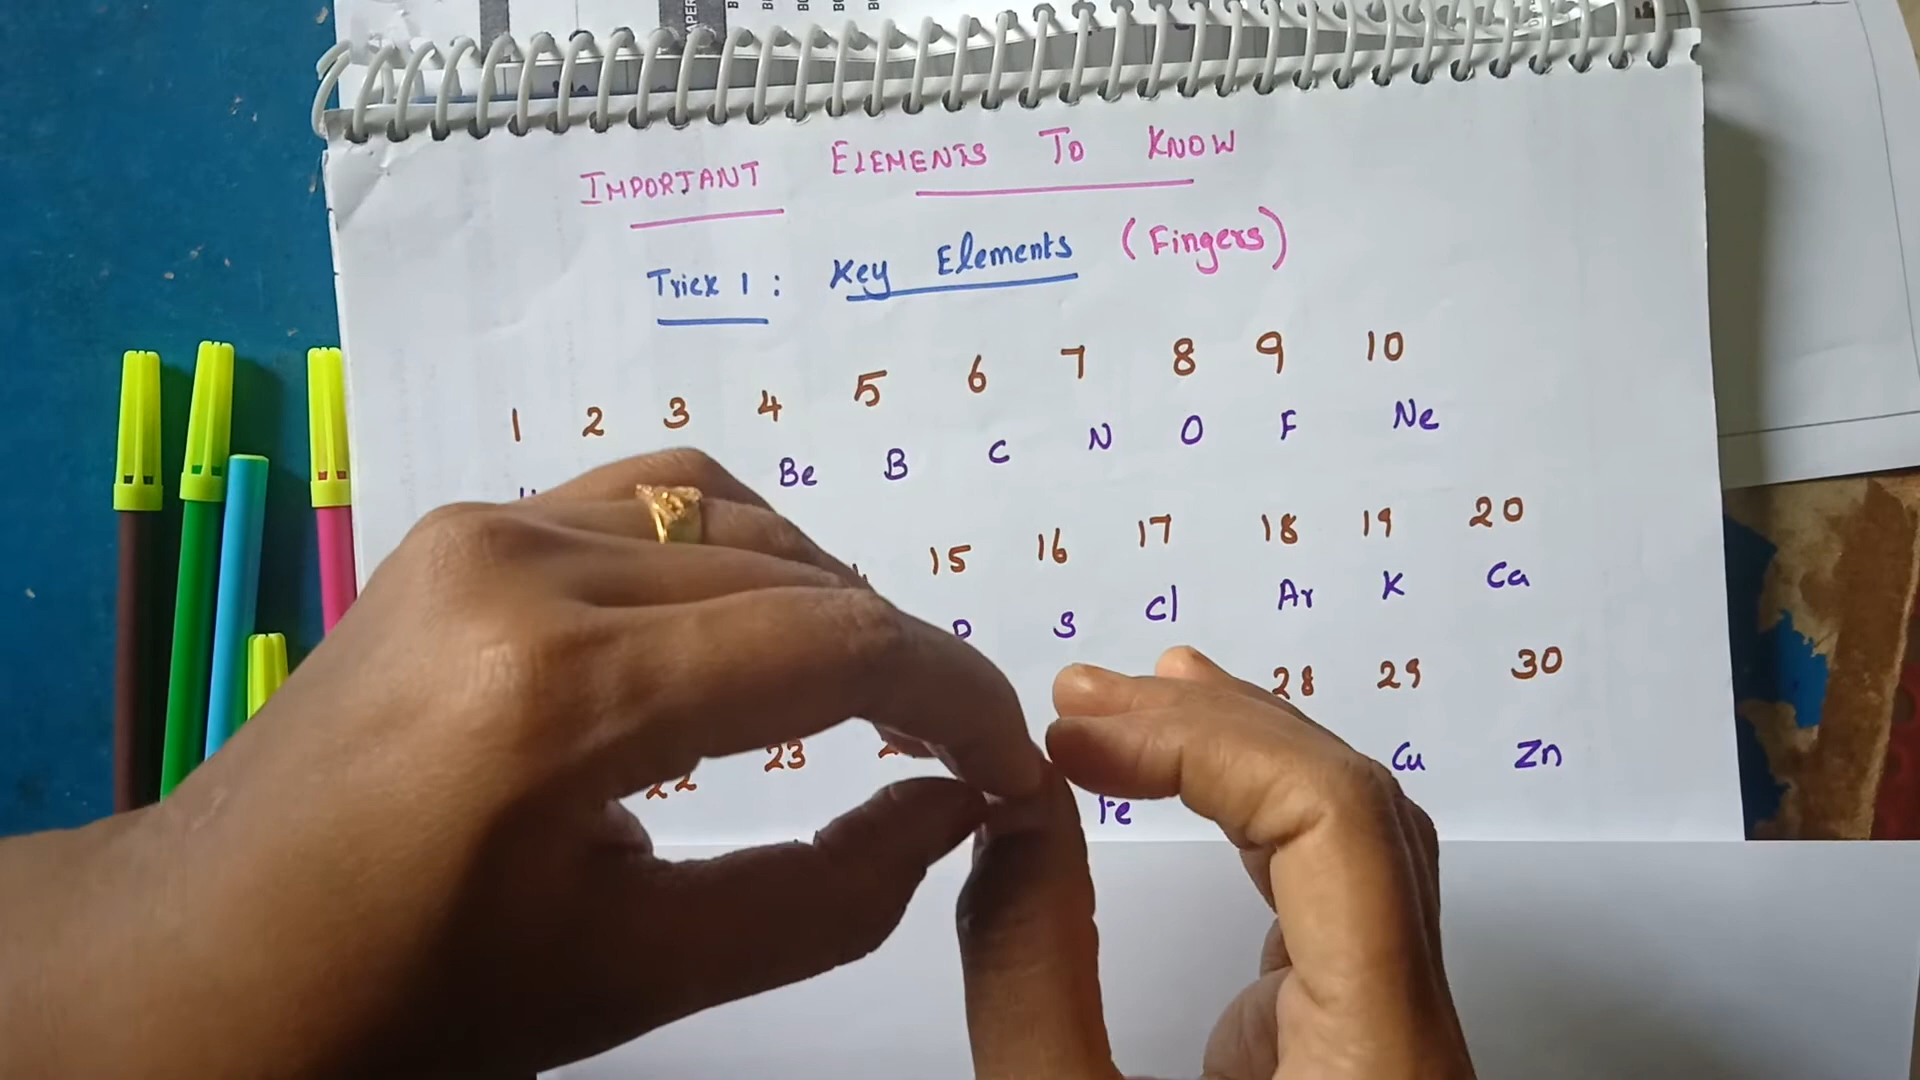 IMPORTANT ELEMENTS TO KNOW
Trick 1 : Key Elements (Fingers)
1 2 3 4 5 6 7 8 9 10
Be B C N O F Ne
15 16 17 18 19 20
P S Cl Ar K Ca
22 23 28 29 30
Fe Cu Zn